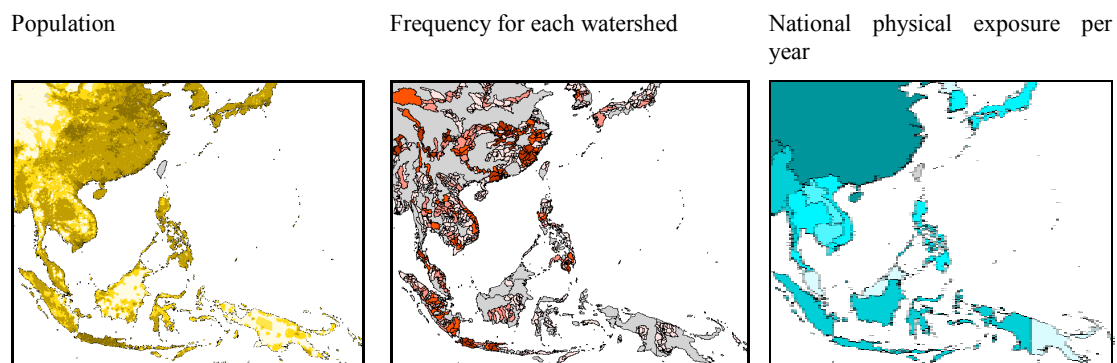 Population
Frequency for each watershed
National physical exposure per
year